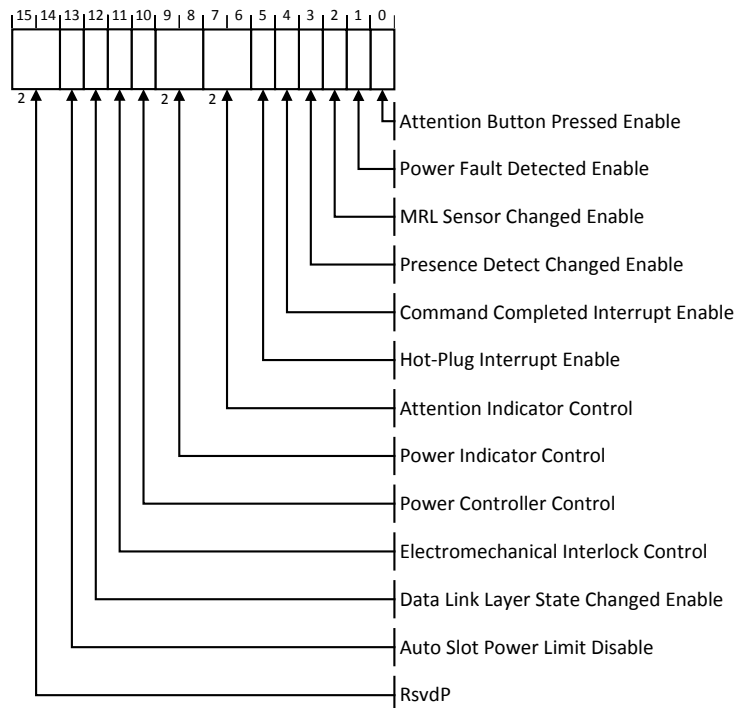 15 14 13 12 11 10 9 8 7 6 5 4 3 2 1 0
2 2 2
Attention Button Pressed Enable
Power Fault Detected Enable
MRL Sensor Changed Enable
Presence Detect Changed Enable
Command Completed Interrupt Enable
Hot-Plug Interrupt Enable
Attention Indicator Control
Power Indicator Control
Power Controller Control
Electromechanical Interlock Control
Data Link Layer State Changed Enable
Auto Slot Power Limit Disable
RsvdP